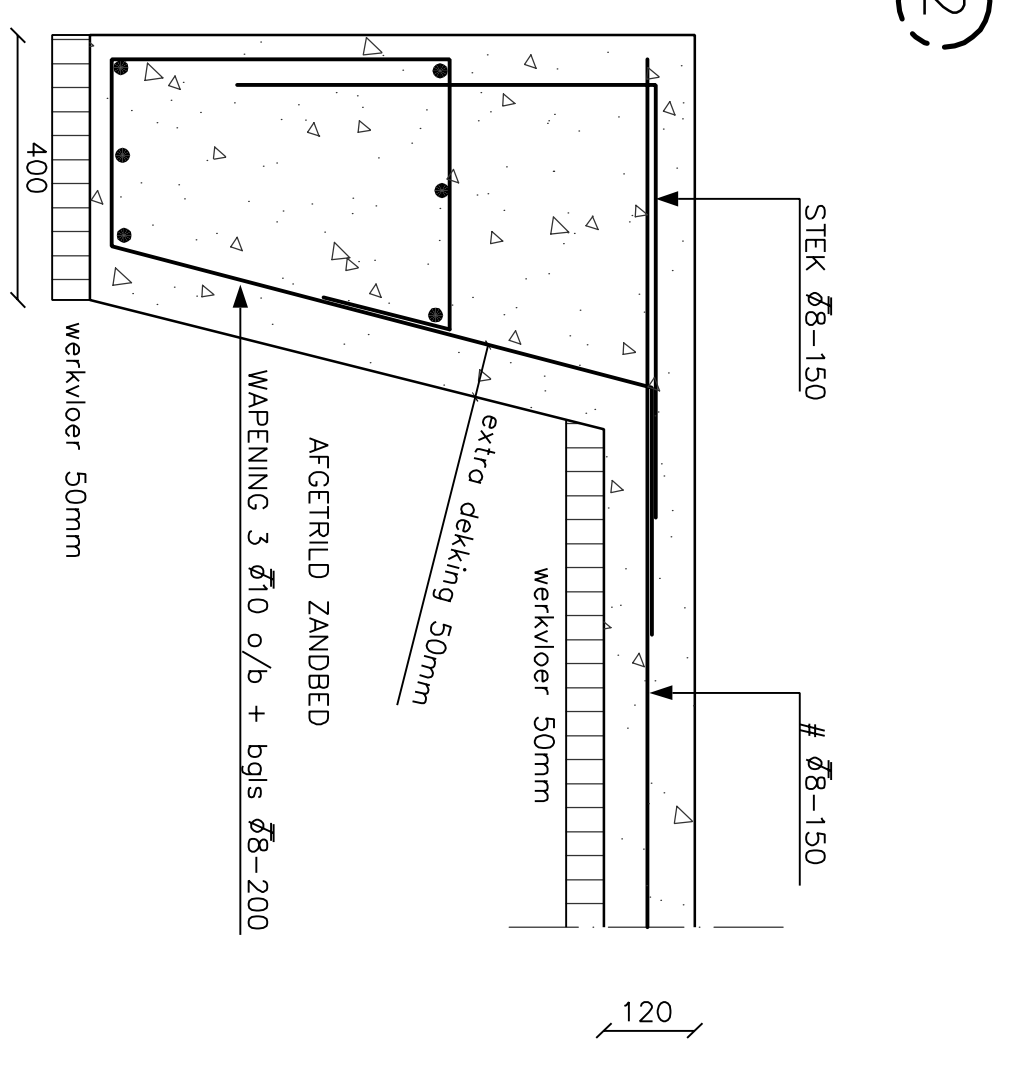 2
STEK Ø8-150
# Ø8-150
400
werkvloer 50mm
WAPENING 3 Ø10 o/b + bgls Ø8-200
AFGETRILD ZANDBED
extra dekking 50mm
werkvloer 50mm
120